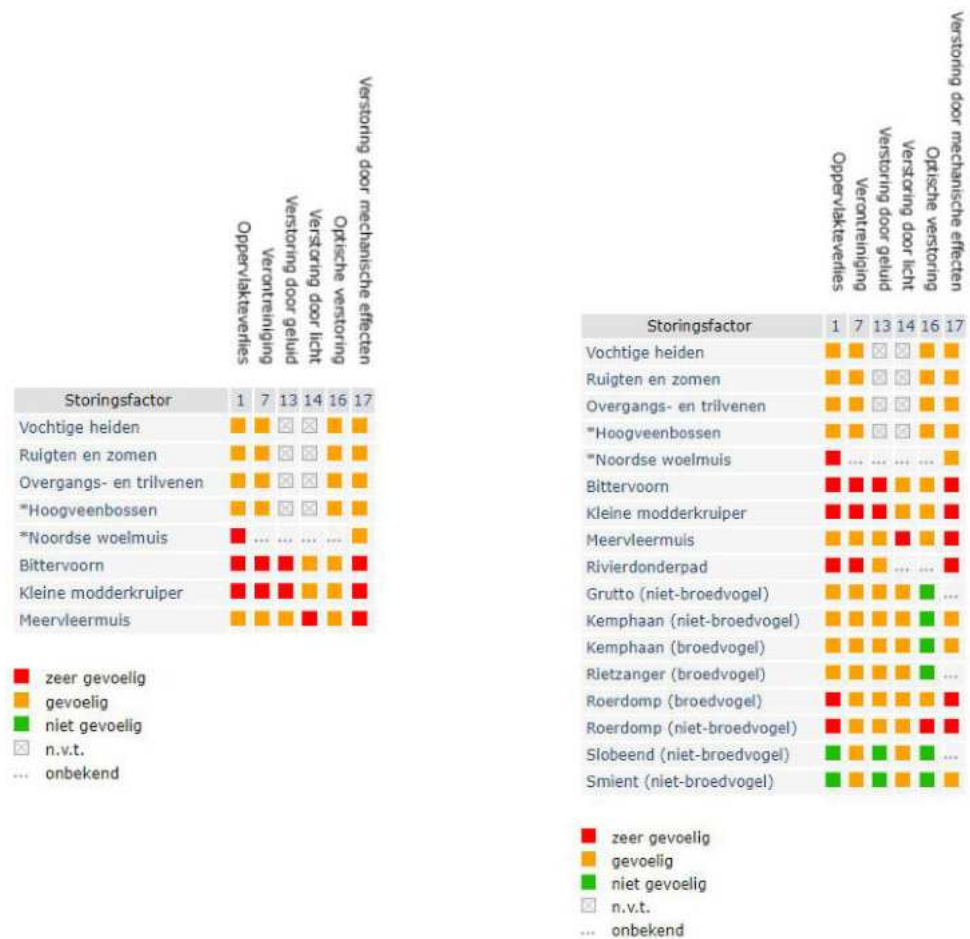 Oppervlakteverlies
Verontreiniging
Verstoring door geluid
Verstoring door licht
Optische verstoring
Verstoring door mechanische effecten
Storingsfactor 1 7 13 14 16 17
Vochtige heiden
Ruigten en zomen
Overgangs- en trilvenen
*Hoogveenbossen
*Noordse woelmuis ... ... ... ...
Bittervoorn
Kleine modderkruiper
Meervleermuis
zeer gevoelig
gevoelig
niet gevoelig
n.v.t.
... onbekend
Oppervlakteverlies
Verontreiniging
Verstoring door geluid
Verstoring door licht
Optische verstoring
Verstoring door mechanische effecten
Storingsfactor 1 7 13 14 16 17
Vochtige heiden
Ruigten en zomen
Overgangs- en trilvenen
*Hoogveenbossen
*Noordse woelmuis ... ... ... ...
Bittervoorn
Kleine modderkruiper
Meervleermuis
Rivierdonderpad ... ...
Grutto (niet-broedvogel) ...
Kemphaan (niet-broedvogel)
Kemphaan (broedvogel)
Rietzanger (broedvogel) ...
Roerdomp (broedvogel)
Roerdomp (niet-broedvogel)
Slobeend (niet-broedvogel) ...
Smient (niet-broedvogel)
zeer gevoelig
gevoelig
niet gevoelig
n.v.t.
... onbekend